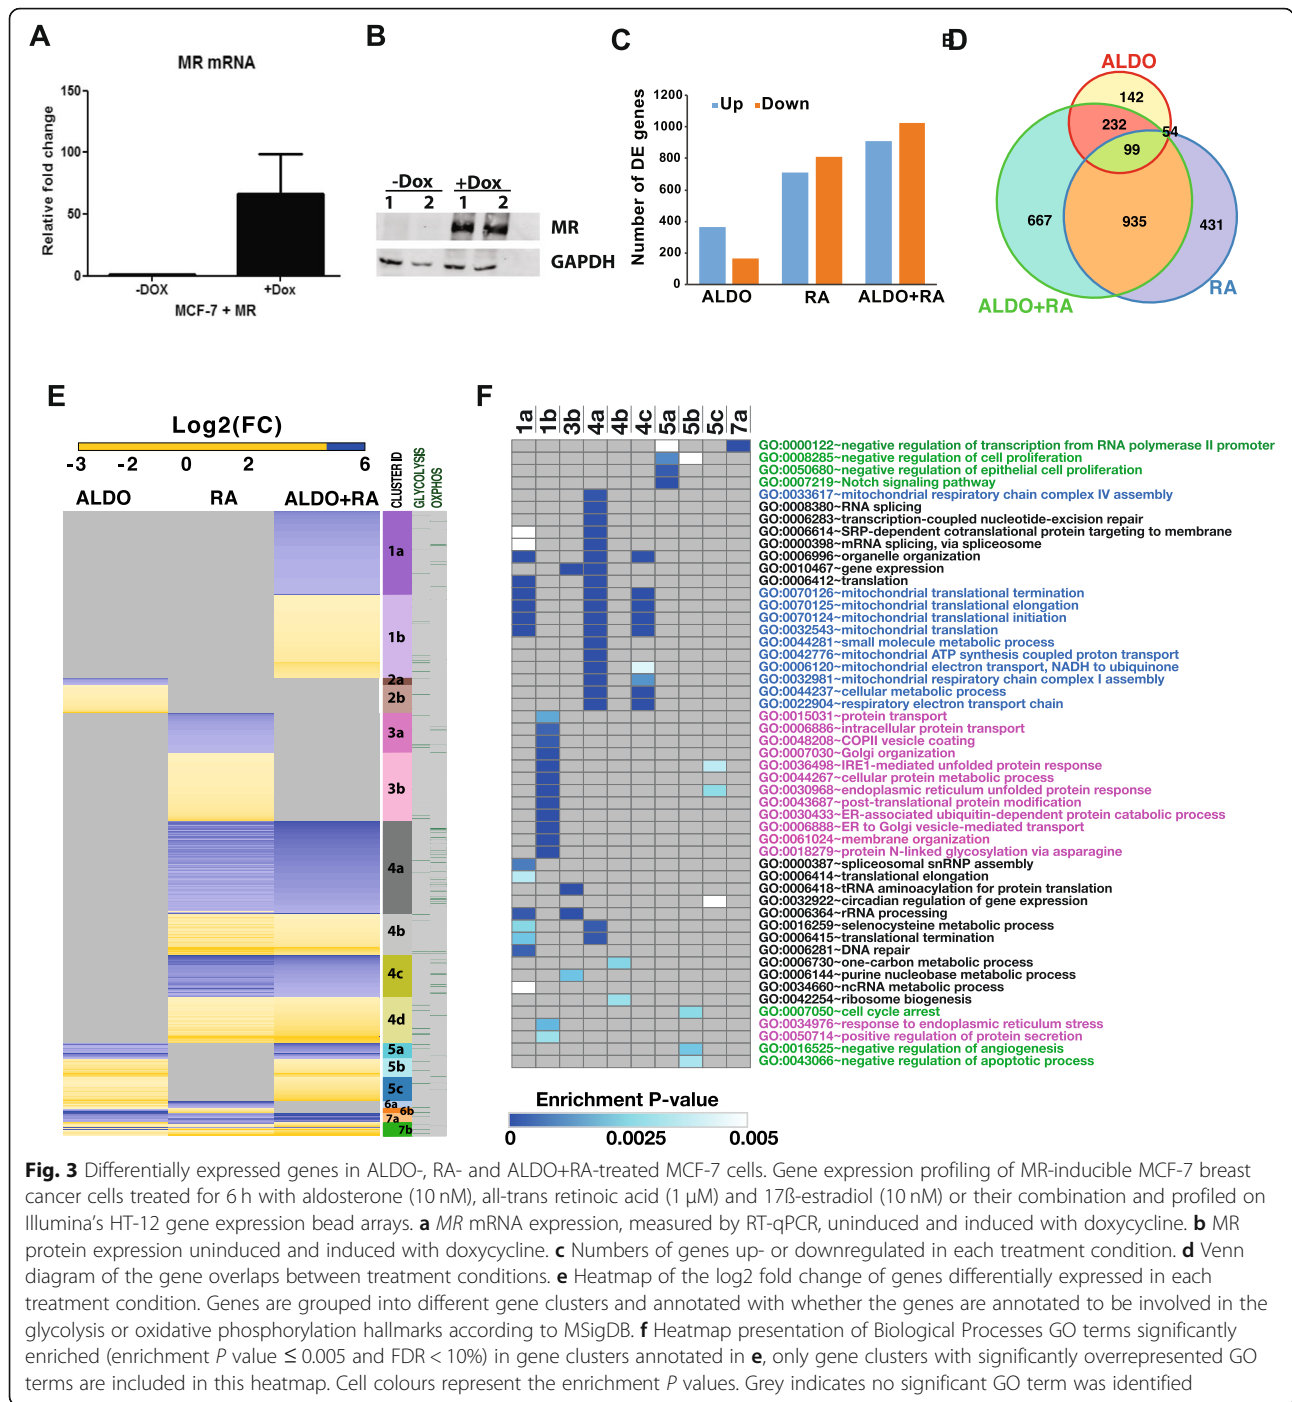 A
MR mRNA
Relative fold change
150
100
50
0
-DOX
+Dox
MCF-7 + MR
B
-Dox
+Dox
1
2
1
2
MR
GAPDH
C
Number of DE genes
1200
1000
800
600
400
200
0
Up
Down
ALDO
RA
ALDO+RA
D
ALDO
142
232
54
99
667
935
431
RA
ALDO+RA
E
Log2(FC)
-3
-2
0
2
6
ALDO
RA
ALDO+RA
CLUSTER ID
GLYCOLYSIS
OXPHOS
1a
1b
2a
2b
3a
3b
4a
4b
4c
4d
5a
5b
5c
6a
6b
7a
7b
F
1a
1b
3b
4a
4b
4c
5a
5b
5c
7a
GO:0000122~negative regulation of transcription from RNA polymerase II promoter
GO:0008285~negative regulation of cell proliferation
GO:0050680~negative regulation of epithelial cell proliferation
GO:0007219~Notch signaling pathway
GO:0033617~mitochondrial respiratory chain complex IV assembly
GO:0008380~RNA splicing
GO:0006283~transcription-coupled nucleotide-excision repair
GO:0006614~SRP-dependent cotranslational protein targeting to membrane
GO:0000398~mRNA splicing, via spliceosome
GO:0006996~organelle organization
GO:0010467~gene expression
GO:0006412~translation
GO:0070126~mitochondrial translational termination
GO:0070125~mitochondrial translational elongation
GO:0070124~mitochondrial translational initiation
GO:0032543~mitochondrial translation
GO:0044281~small molecule metabolic process
GO:0042776~mitochondrial ATP synthesis coupled proton transport
GO:0006120~mitochondrial electron transport, NADH to ubiquinone
GO:0032981~mitochondrial respiratory chain complex I assembly
GO:0044237~cellular metabolic process
GO:0022904~respiratory electron transport chain
GO:0015031~protein transport
GO:0006886~intracellular protein transport
GO:0048208~COPII vesicle coating
GO:0007030~Golgi organization
GO:0036498~IRE1-mediated unfolded protein response
GO:0044267~cellular protein metabolic process
GO:0030968~endoplasmic reticulum unfolded protein response
GO:0043687~post-translational protein modification
GO:0030433~ER-associated ubiquitin-dependent protein catabolic process
GO:0006888~ER to Golgi vesicle-mediated transport
GO:0061024~membrane organization
GO:0018279~protein N-linked glycosylation via asparagine
GO:0000387~spliceosomal snRNP assembly
GO:0006414~translational elongation
GO:0006418~tRNA aminoacylation for protein translation
GO:0032922~circadian regulation of gene expression
GO:0006364~rRNA processing
GO:0016259~selenocysteine metabolic process
GO:0006415~translational termination
GO:0006281~DNA repair
GO:0006730~one-carbon metabolic process
GO:0006144~purine nucleobase metabolic process
GO:0034660~ncRNA metabolic process
GO:0042254~ribosome biogenesis
GO:0007050~cell cycle arrest
GO:0034976~response to endoplasmic reticulum stress
GO:0050714~positive regulation of protein secretion
GO:0016525~negative regulation of angiogenesis
GO:0043066~negative regulation of apoptotic process
Enrichment P-value
0
0.0025
0.005
Fig. 3 Differentially expressed genes in ALDO-, RA- and ALDO+RA-treated MCF-7 cells. Gene expression profiling of MR-inducible MCF-7 breast
cancer cells treated for 6 h with aldosterone (10 nM), all-trans retinoic acid (1 μM) and 17ß-estradiol (10 nM) or their combination and profiled on
Illumina's HT-12 gene expression bead arrays. a MR mRNA expression, measured by RT-qPCR, uninduced and induced with doxycycline. b MR
protein expression uninduced and induced with doxycycline. c Numbers of genes up- or downregulated in each treatment condition. d Venn
diagram of the gene overlaps between treatment conditions. e Heatmap of the log2 fold change of genes differentially expressed in each
treatment condition. Genes are grouped into different gene clusters and annotated with whether the genes are annotated to be involved in the
glycolysis or oxidative phosphorylation hallmarks according to MSigDB. f Heatmap presentation of Biological Processes GO terms significantly
enriched (enrichment P value ≤ 0.005 and FDR < 10%) in gene clusters annotated in e, only gene clusters with significantly overrepresented GO
terms are included in this heatmap. Cell colours represent the enrichment P values. Grey indicates no significant GO term was identified